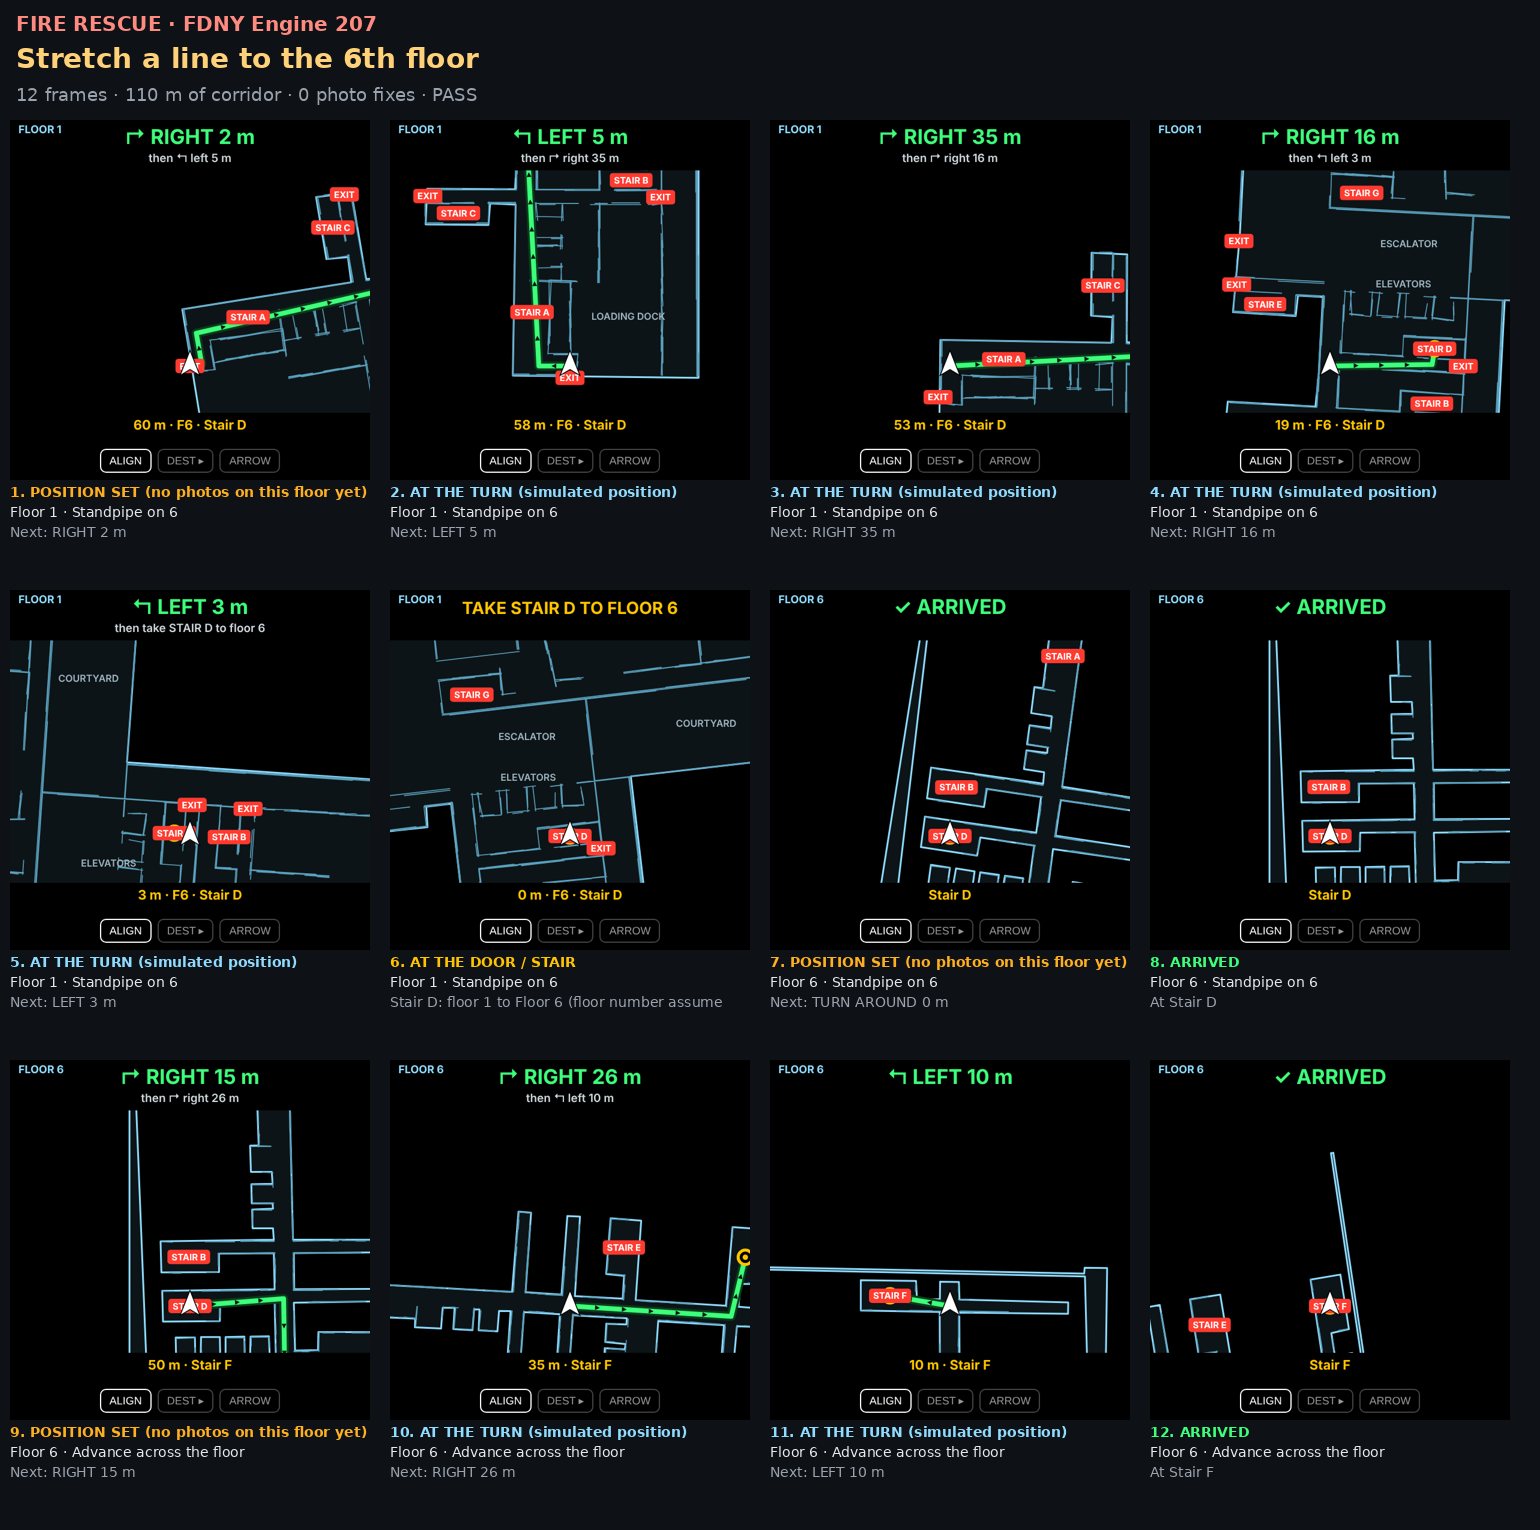 FIRE RESCUE · FDNY Engine 207
Stretch a line to the 6th floor
12 frames · 110 m of corridor · 0 photo fixes · PASS
FLOOR 1
RIGHT 2 m
then ↰ left 5 m
EXIT
STAIR C
STAIR A
60 m · F6 · Stair D
ALIGN DEST ▸ ARROW
1. POSITION SET (no photos on this floor yet)
Floor 1 · Standpipe on 6
Next: RIGHT 2 m
FLOOR 1
LEFT 5 m
then ↱ right 35 m
STAIR B
EXIT
EXIT
STAIR C
STAIR A
LOADING DOCK
EXIT
58 m · F6 · Stair D
ALIGN DEST ▸ ARROW
2. AT THE TURN (simulated position)
Floor 1 · Standpipe on 6
Next: LEFT 5 m
FLOOR 1
RIGHT 35 m
then ↱ right 16 m
STAIR C
STAIR A
EXIT
53 m · F6 · Stair D
ALIGN DEST ▸ ARROW
3. AT THE TURN (simulated position)
Floor 1 · Standpipe on 6
Next: RIGHT 35 m
FLOOR 1
RIGHT 16 m
then ↰ left 3 m
STAIR G
EXIT
ESCALATOR
EXIT
ELEVATORS
STAIR E
STAIR D
EXIT
STAIR B
19 m · F6 · Stair D
ALIGN DEST ▸ ARROW
4. AT THE TURN (simulated position)
Floor 1 · Standpipe on 6
Next: RIGHT 16 m
FLOOR 1
LEFT 3 m
then take STAIR D to floor 6
COURTYARD
EXIT
EXIT
STAIR
STAIR B
ELEVATORS
3 m · F6 · Stair D
ALIGN DEST ▸ ARROW
5. AT THE TURN (simulated position)
Floor 1 · Standpipe on 6
Next: LEFT 3 m
FLOOR 1
TAKE STAIR D TO FLOOR 6
STAIR G
COURTYARD
ESCALATOR
ELEVATORS
EXIT
0 m · F6 · Stair D
ALIGN DEST ▸ ARROW
6. AT THE DOOR / STAIR
Floor 1 · Standpipe on 6
Stair D: floor 1 to Floor 6 (floor number assume
FLOOR 6
✓ ARRIVED
STAIR A
STAIR B
Stair D
ALIGN DEST ▸ ARROW
7. POSITION SET (no photos on this floor yet)
Floor 6 · Standpipe on 6
Next: TURN AROUND 0 m
FLOOR 6
✓ ARRIVED
STAIR B
Stair D
ALIGN DEST ▸ ARROW
8. ARRIVED
Floor 6 · Standpipe on 6
At Stair D
FLOOR 6
RIGHT 15 m
then ↱ right 26 m
STAIR B
50 m · Stair F
ALIGN DEST ▸ ARROW
9. POSITION SET (no photos on this floor yet)
Floor 6 · Advance across the floor
Next: RIGHT 15 m
FLOOR 6
RIGHT 26 m
then ↰ left 10 m
STAIR E
35 m · Stair F
ALIGN DEST ▸ ARROW
10. AT THE TURN (simulated position)
Floor 6 · Advance across the floor
Next: RIGHT 26 m
FLOOR 6
LEFT 10 m
STAIR F
10 m · Stair F
ALIGN DEST ▸ ARROW
11. AT THE TURN (simulated position)
Floor 6 · Advance across the floor
Next: LEFT 10 m
FLOOR 6
✓ ARRIVED
STAIR E
Stair F
ALIGN DEST ▸ ARROW
12. ARRIVED
Floor 6 · Advance across the floor
At Stair F